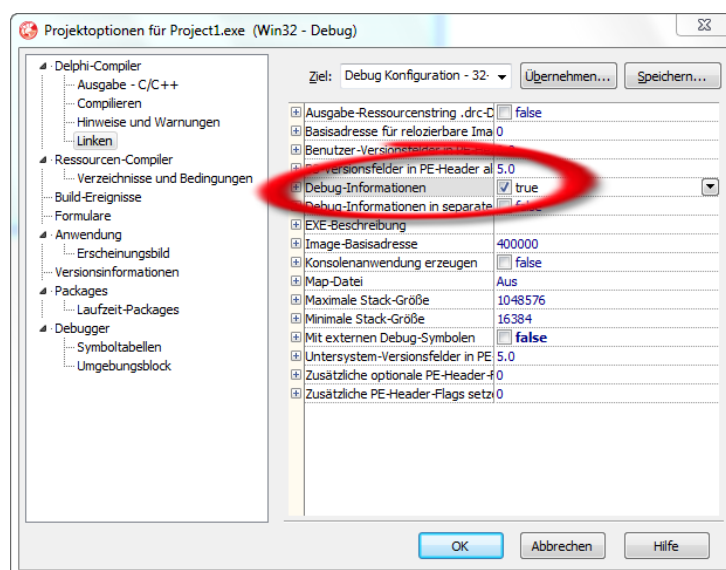 Projektoptionen für Project1.exe (Win32 - Debug)
Delphi-Compiler
Ausgabe - C/C++
Compilieren
Hinweise und Warnungen
Linken
Ressourcen-Compiler
Verzeichnisse und Bedingungen
Build-Ereignisse
Formulare
Anwendung
Erscheinungsbild
Versionsinformationen
Packages
Laufzeit-Packages
Debugger
Symboltabellen
Umgebungsblock
Ziel: Debug Konfiguration - 32- Übernehmen... Speichern...
Ausgabe-Ressourcenstring .drc-D false
Basisadresse für relozierbare Ima 0
Benutzer-Versionsfelder in
-Versionsfelder in PE-Header al 5.0
Debug-Informationen true
Debug-Informationen in separate false
EXE-Beschreibung
Image-Basisadresse 400000
Konsolenanwendung erzeugen false
Map-Datei Aus
Maximale Stack-Größe 1048576
Minimale Stack-Größe 16384
Mit externen Debug-Symbolen false
Untersystem-Versionsfelder in PE 5.0
Zusätzliche optionale PE-Header-F 0
Zusätzliche PE-Header-Flags setz 0
OK Abbrechen Hilfe